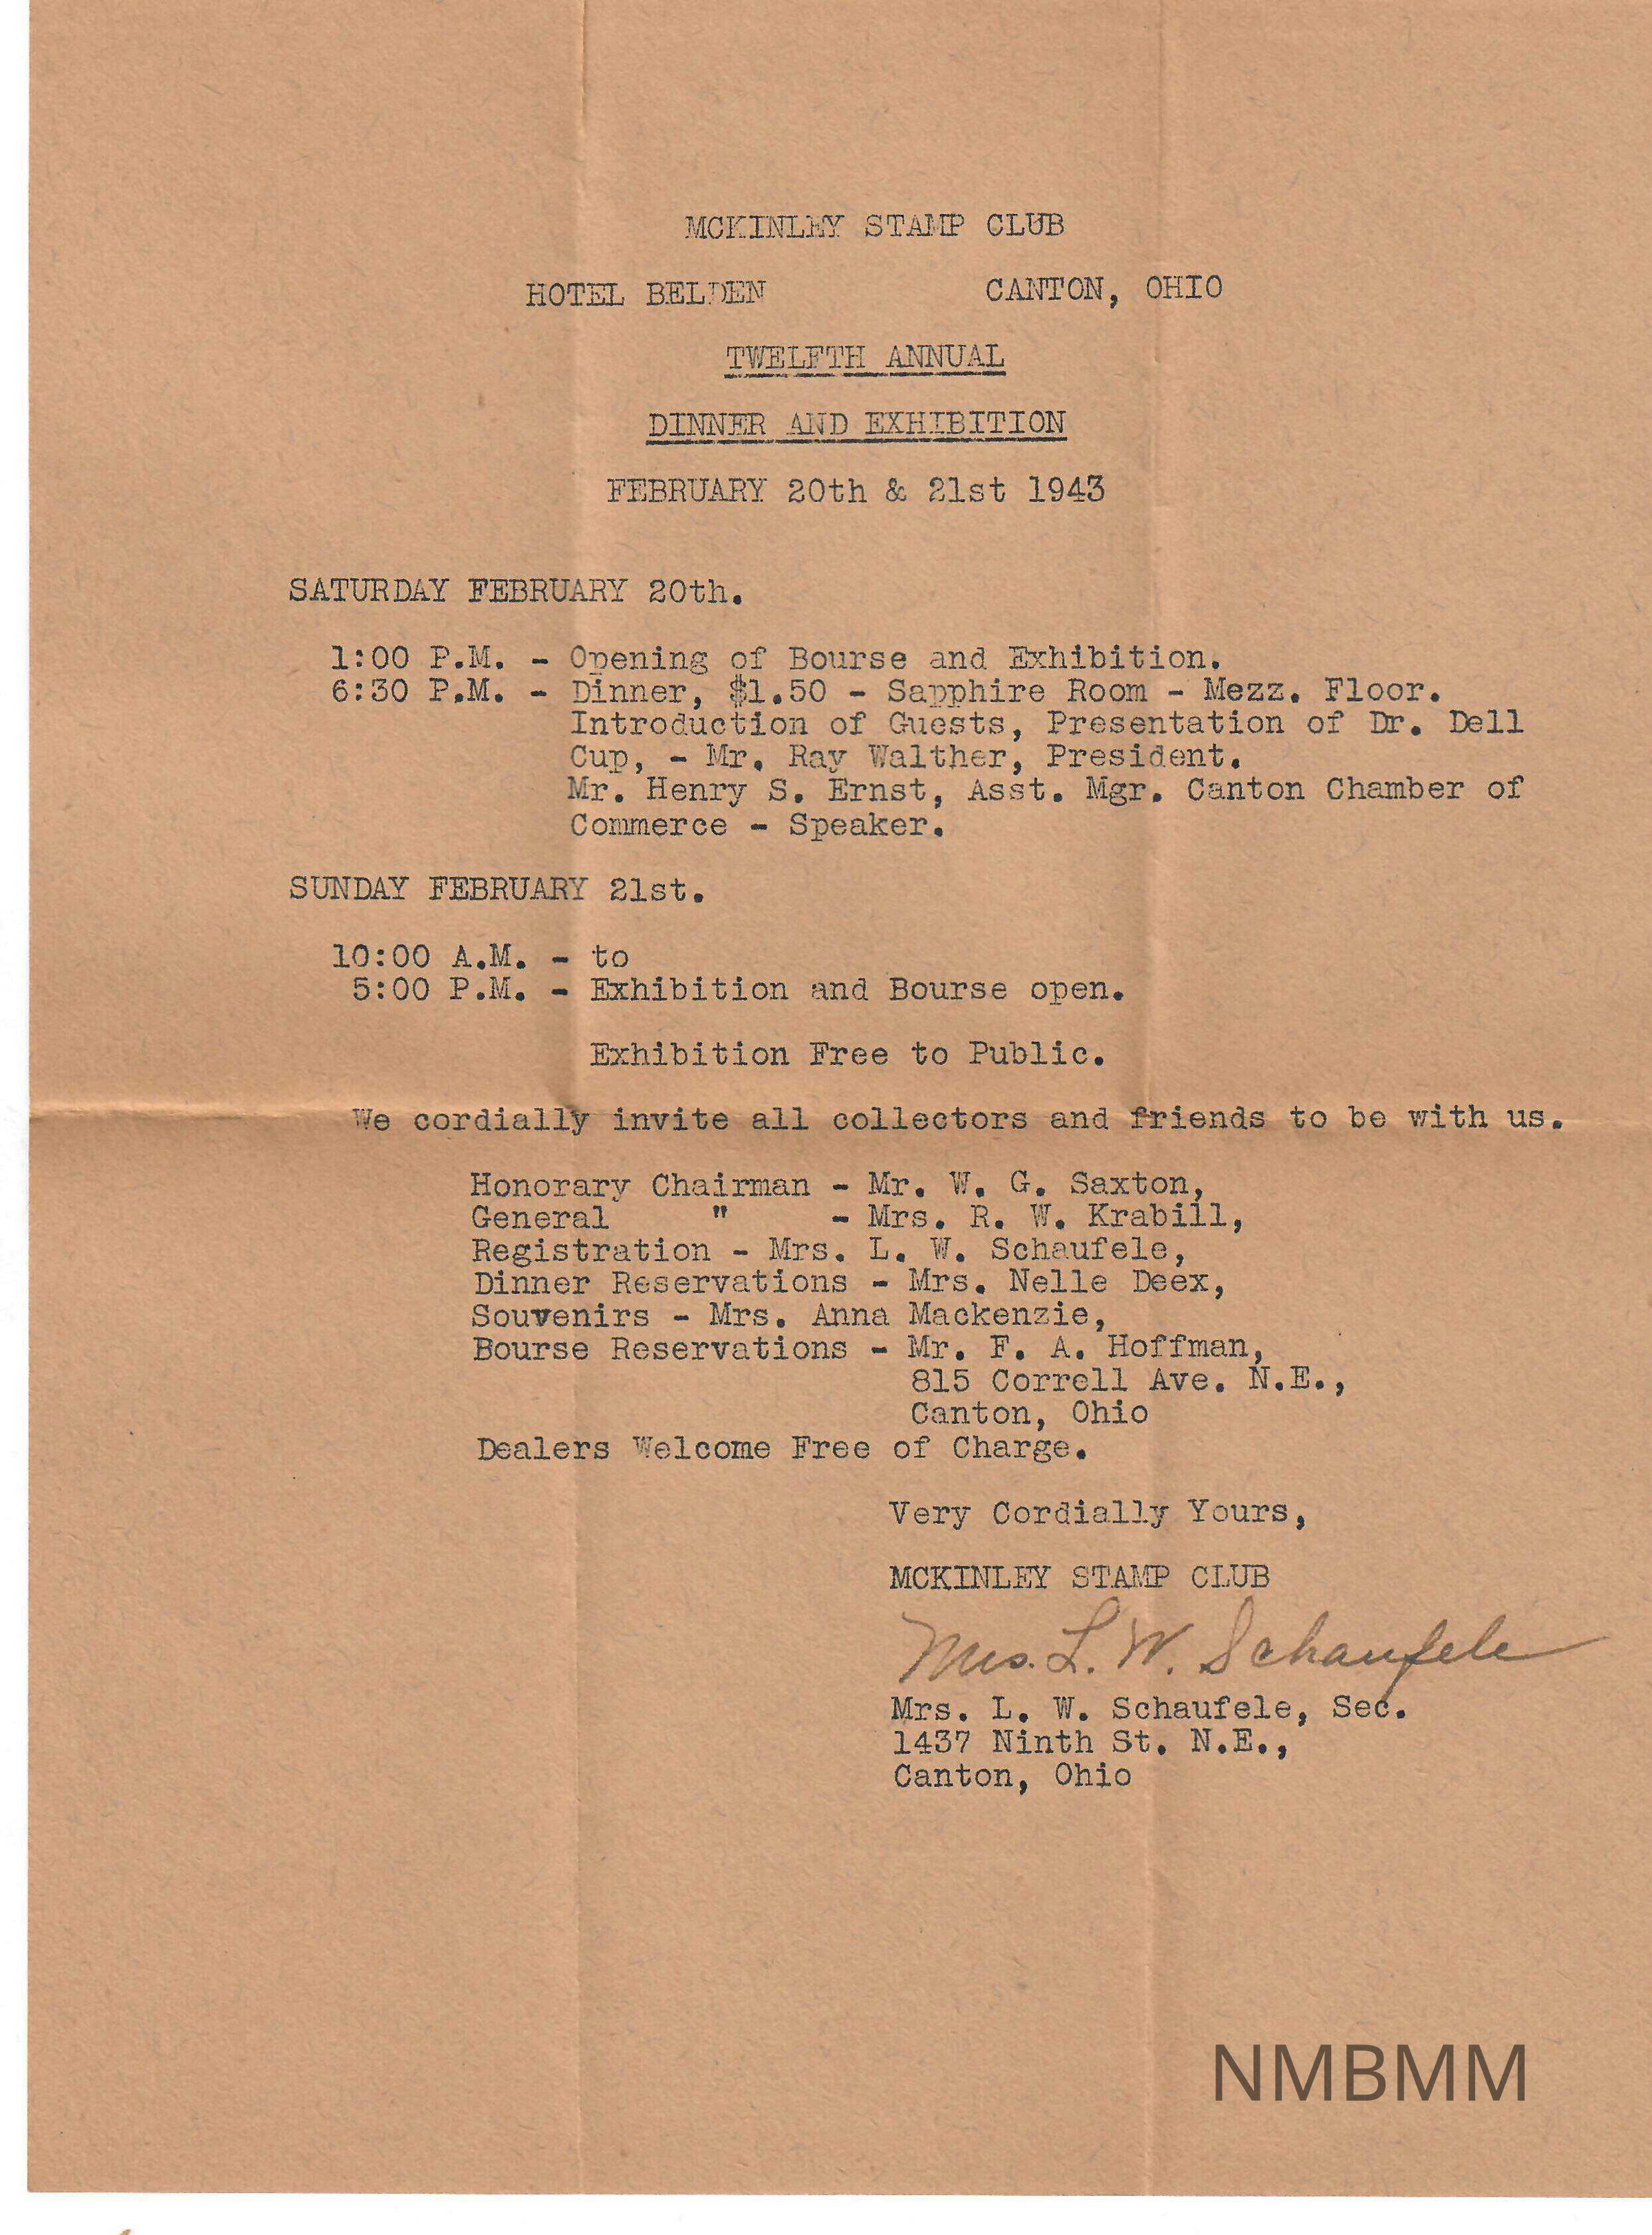 MCKINLEY STAMP CLUB
HOTEL BELDEN CANTON, OHIO
TWELFTH ANNUAL
DINNER AND EXHIBITION
FEBRUARY 20th & 21st 1943
SATURDAY FEBRUARY 20th.
1:00 P.M. - Opening of Bourse and Exhibition.
6:30 P.M. - Dinner, $1.50 - Sapphire Room - Mezz. Floor.
Introduction of Guests, Presentation of Dr. Dell
Cup, - Mr. Ray Walther, President.
Mr. Henry S. Ernst, Asst. Mgr. Canton Chamber of
Commerce - Speaker.
SUNDAY FEBRUARY 21st.
10:00 A.M. - to
5:00 P.M. - Exhibition and Bourse open.
Exhibition Free to Public.
We cordially invite all collectors and friends to be with us.
Honorary Chairman - Mr. W. G. Saxton,
General " - Mrs. R. W. Krabill,
Registration - Mrs. L. W. Schaufele,
Dinner Reservations - Mrs. Nelle Deex,
Souvenirs - Mrs. Anna Mackenzie,
Bourse Reservations - Mr. F. A. Hoffman,
815 Correll Ave. N.E.,
Canton, Ohio
Dealers Welcome Free of Charge.
Very Cordially Yours,
MCKINLEY STAMP CLUB
Mrs. L. W. Schaufele
Mrs. L. W. Schaufele, Sec.
1437 Ninth St. N.E.,
Canton, Ohio
NMBMM